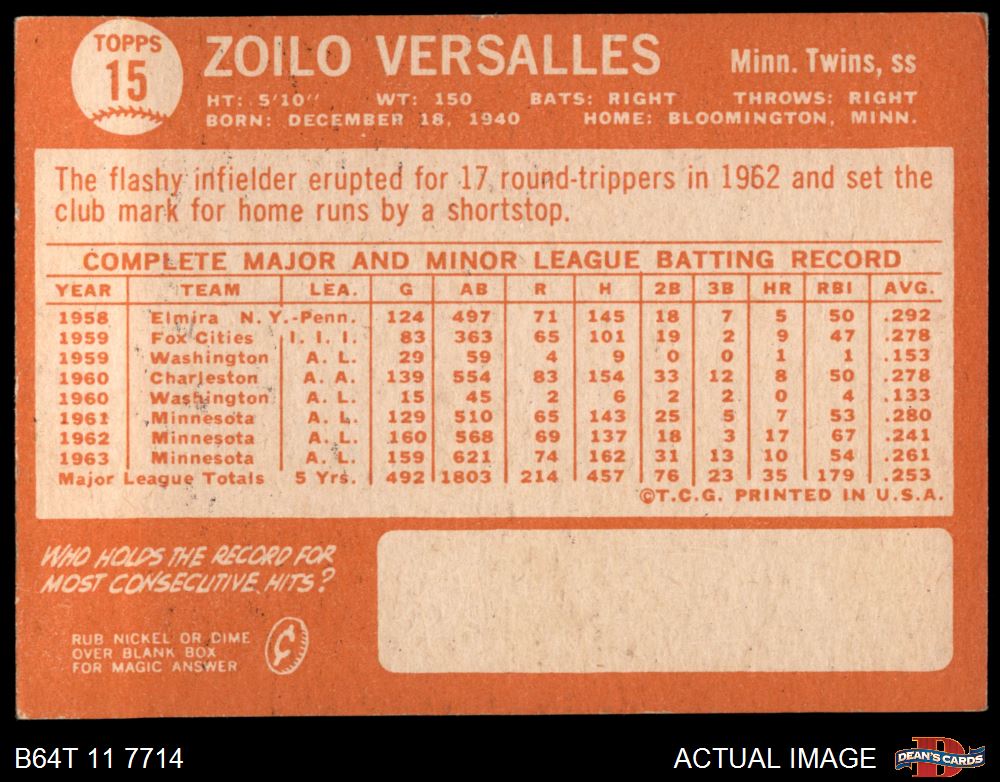 TOPPS
15
ZOILO VERSALLES
Minn. Twins, ss
HT: 5'10" WT: 150 BATS: RIGHT THROWS: RIGHT
BORN: DECEMBER 18, 1940 HOME: BLOOMINGTON, MINN.
The flashy infielder erupted for 17 round-trippers in 1962 and set the
club mark for home runs by a shortstop.
COMPLETE MAJOR AND MINOR LEAGUE BATTING RECORD
YEAR TEAM LEA. G AB R H 2B 3B HR RBI AVG.
1958 Elmira N.Y.-Penn. 124 497 71 145 18 7 5 50 .292
1959 Fox Cities I. I. I. 83 363 65 101 19 2 9 47 .278
1959 Washington A. L. 29 59 4 9 0 0 1 1 .153
1960 Charleston A. A. 139 554 83 154 33 12 8 50 .278
1960 Washington A. L. 15 45 2 6 2 2 0 4 .133
1961 Minnesota A. L. 129 510 65 143 25 5 7 53 .280
1962 Minnesota A. L. 160 568 69 137 18 3 17 67 .241
1963 Minnesota A. L. 159 621 74 162 31 13 10 54 .261
Major League Totals 5 Yrs. 492 1803 214 457 76 23 35 179 .253
©T.C.G. PRINTED IN U.S.A.
WHO HOLDS THE RECORD FOR
MOST CONSECUTIVE HITS?
RUB NICKEL OR DIME
OVER BLANK BOX
FOR MAGIC ANSWER
¢
B64T 11 7714
ACTUAL IMAGE
D
DEAN'S CARDS